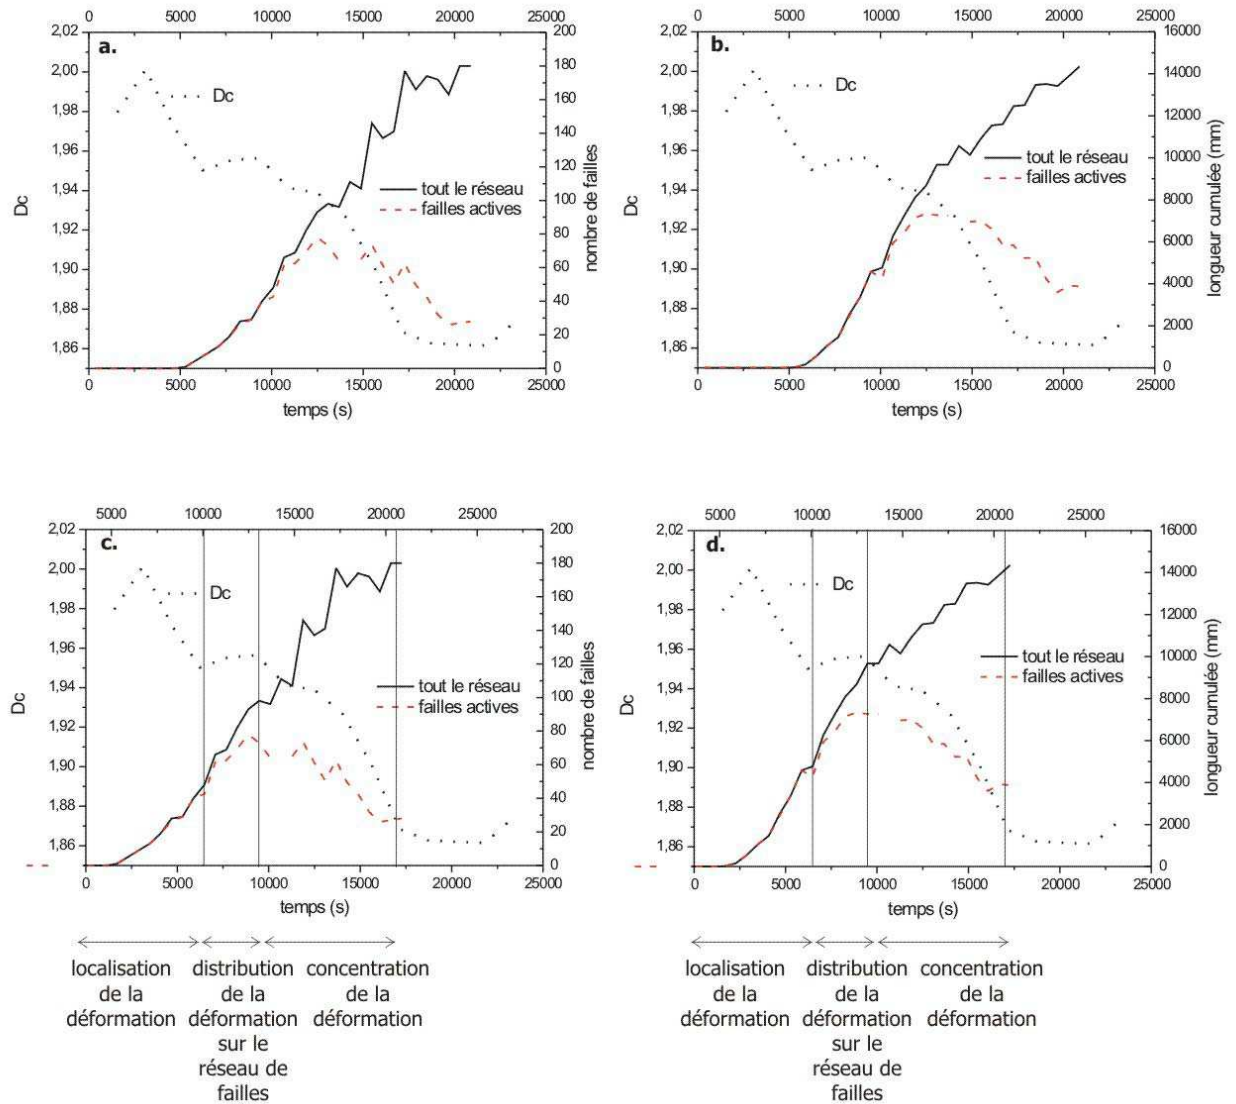 0 5000 10000 15000 20000 25000
a.
2,02
2,00
1,98
1,96
1,94
1,92
1,90
1,88
1,86
Dc
Dc
tout le réseau
failles actives
200
180
160
140
120
100
80
60
40
20
0
nombre de failles
0 5000 10000 15000 20000 25000
temps (s)
0 5000 10000 15000 20000 25000
b.
2,02
2,00
1,98
1,96
1,94
1,92
1,90
1,88
1,86
Dc
Dc
tout le réseau
failles actives
16000
14000
12000
10000
8000
6000
4000
2000
0
longueur cumulée (mm)
0 5000 10000 15000 20000 25000
temps (s)
5000 10000 15000 20000 25000
c.
2,02
2,00
1,98
1,96
1,94
1,92
1,90
1,88
1,86
Dc
Dc
tout le réseau
failles actives
200
180
160
140
120
100
80
60
40
20
0
nombre de failles
0 5000 10000 15000 20000 25000
temps (s)
localisation
de la
déformation
distribution
de la
déformation
sur le
réseau de
failles
concentration
de la
déformation
5000 10000 15000 20000 25000
d.
2,02
2,00
1,98
1,96
1,94
1,92
1,90
1,88
1,86
Dc
Dc
tout le réseau
failles actives
16000
14000
12000
10000
8000
6000
4000
2000
0
longueur cumulée (mm)
0 5000 10000 15000 20000 25000
temps (s)
localisation
de la
déformation
distribution
de la
déformation
sur le
réseau de
failles
concentration
de la
déformation